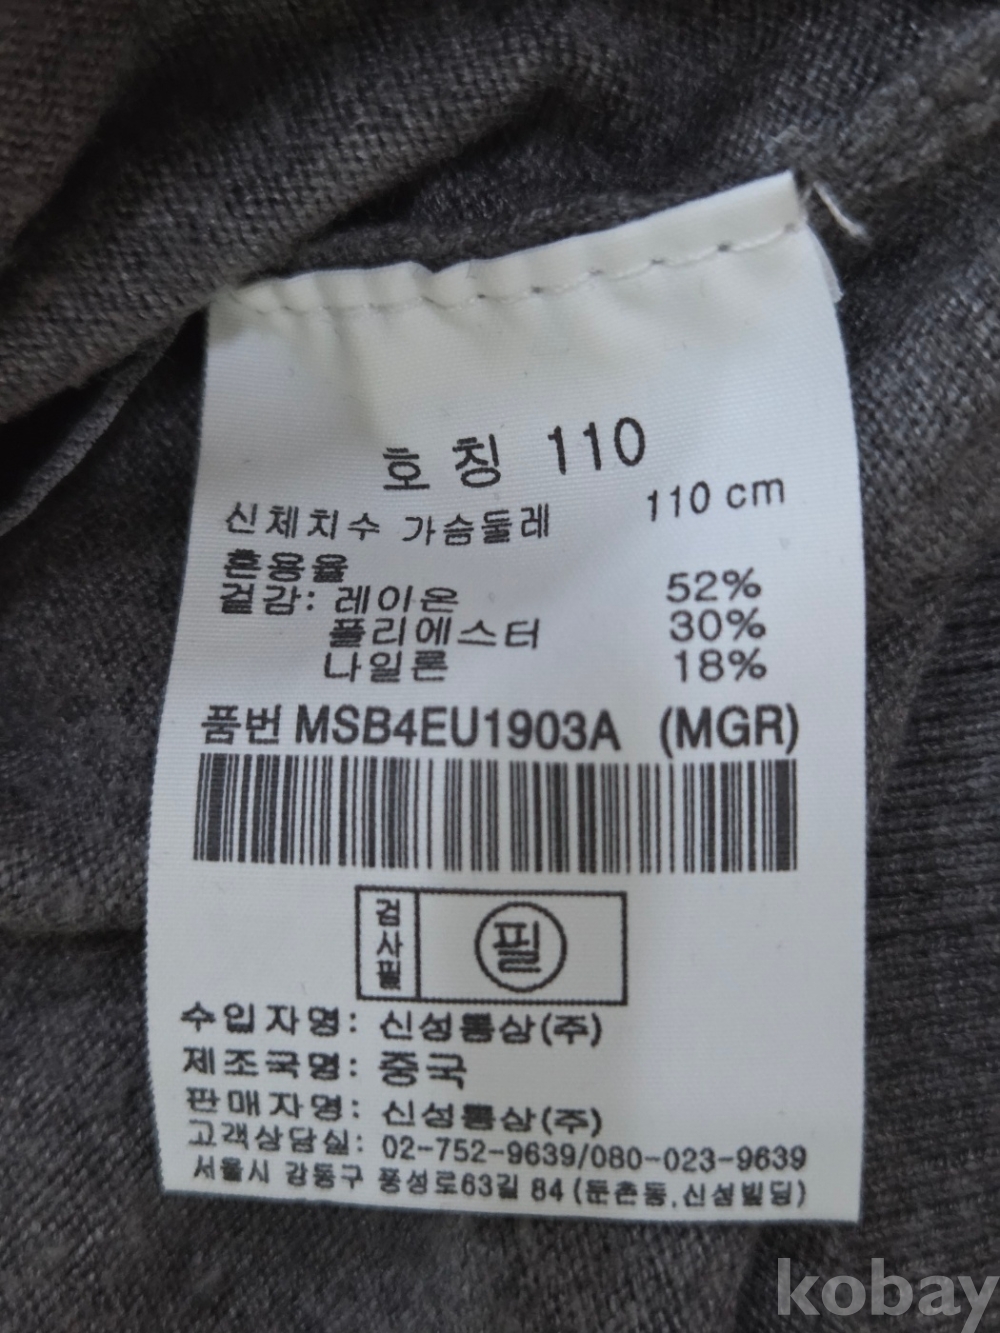 호칭 110
신체치수 가슴둘레 110 cm
혼용율
겉감: 레이온 52%
폴리에스터 30%
나일론 18%
품번 MSB4EU1903A (MGR)
검사필 필
수입자명: 신성통상(주)
제조국명: 중국
판매자명: 신성통상(주)
고객상담실: 02-752-9639/080-023-9639
서울시 강동구 풍성로63길 84 (둔촌동,신성빌딩)
kobay